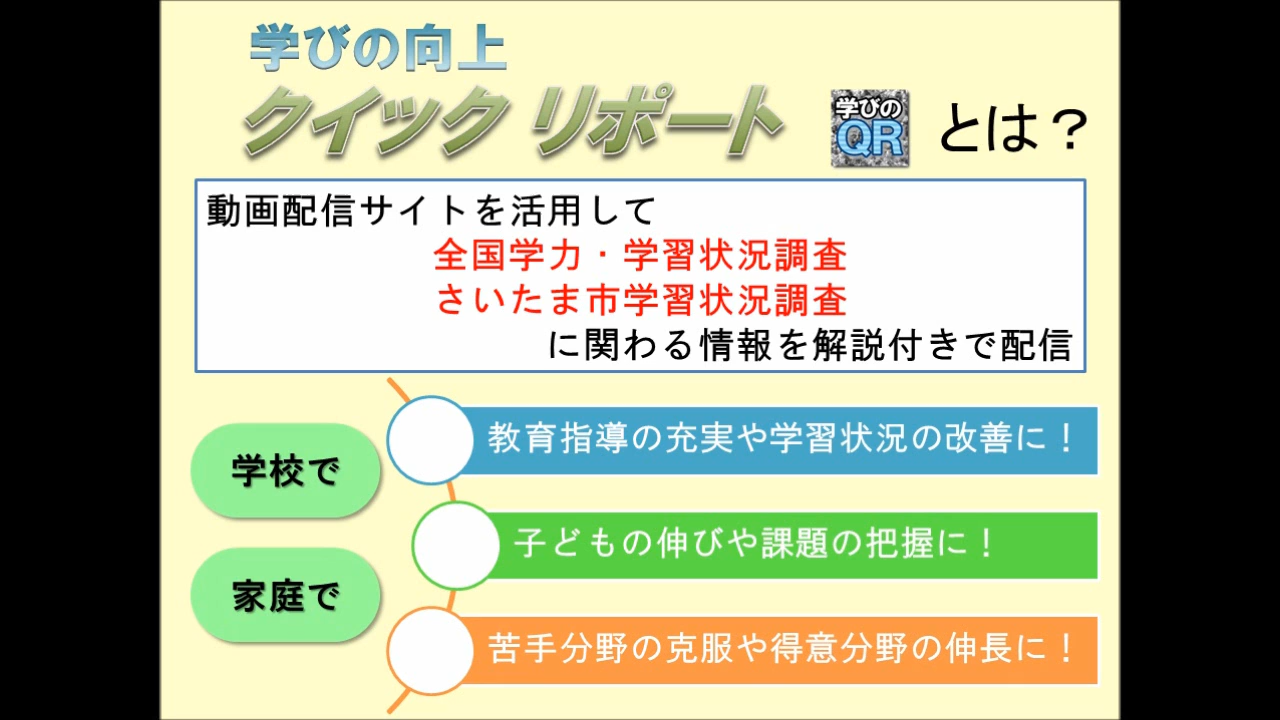 学びの向上
クイック リポート
学びの
QR
とは？
動画配信サイトを活用して
全国学力・学習状況調査
さいたま市学習状況調査
に関わる情報を解説付きで配信
学校で
家庭で
教育指導の充実や学習状況の改善に！
子どもの伸びや課題の把握に！
苦手分野の克服や得意分野の伸長に！